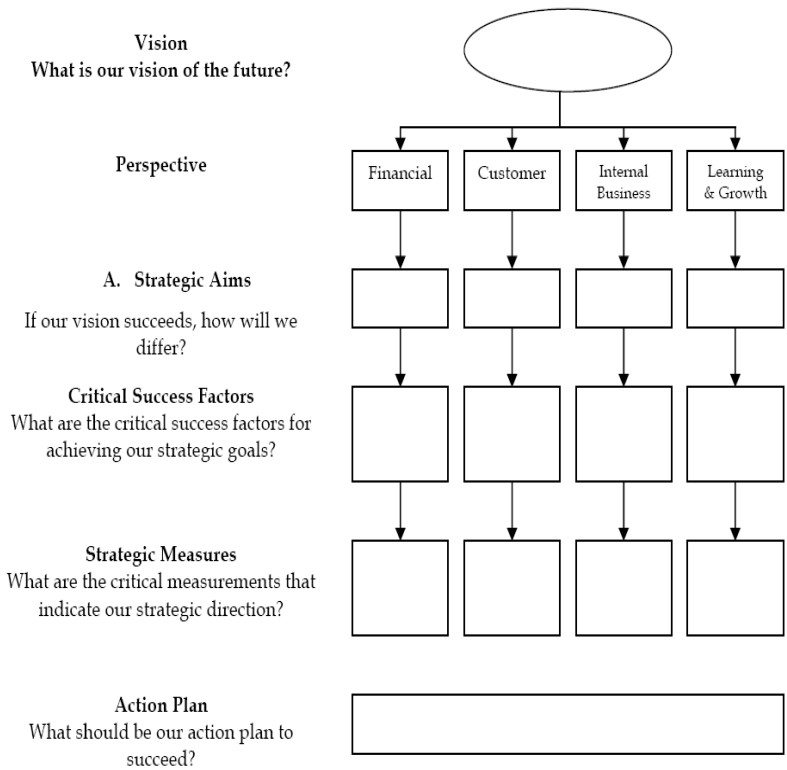 Vision
What is our vision of the future?
Perspective
Financial
Customer
Internal
Business
Learning
& Growth
A. Strategic Aims
If our vision succeeds, how will we
differ?
Critical Success Factors
What are the critical success factors for
achieving our strategic goals?
Strategic Measures
What are the critical measurements that
indicate our strategic direction?
Action Plan
What should be our action plan to
succeed?